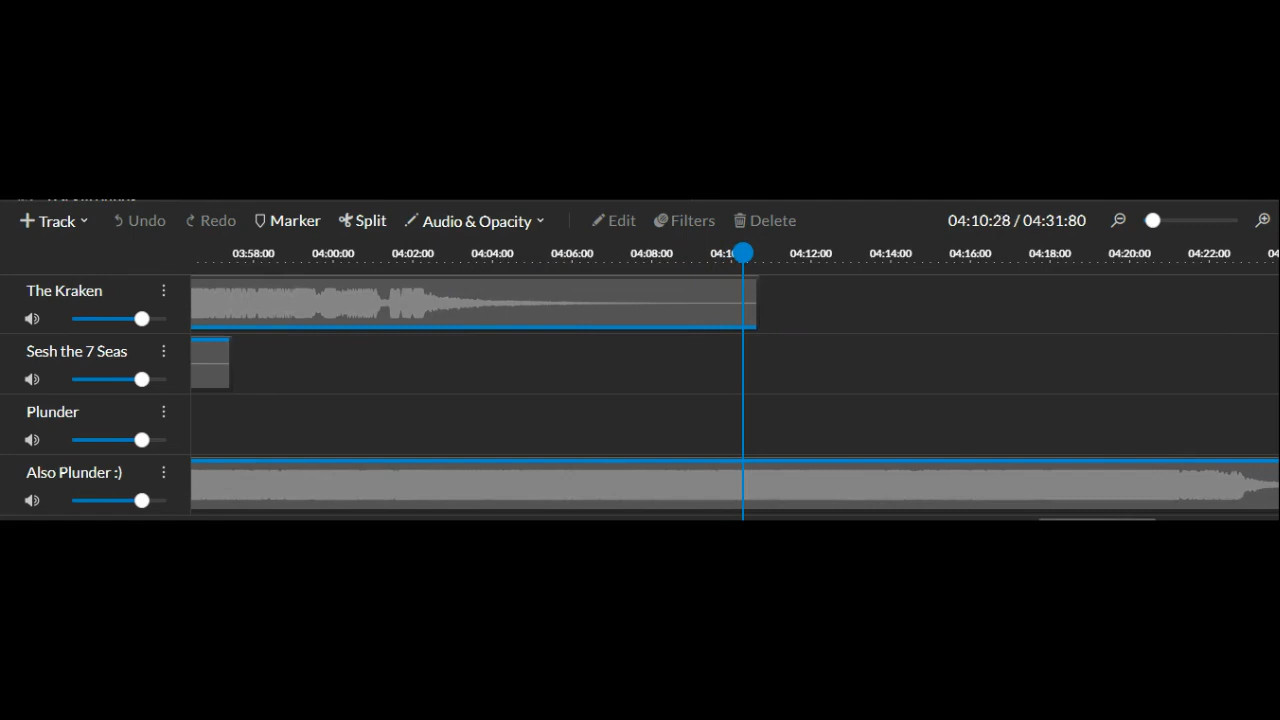 Track Undo Redo Marker Split Audio & Opacity Edit Filters Delete 04:10:28 / 04:31:80
03:58:00 04:00:00 04:02:00 04:04:00 04:06:00 04:08:00 04:10 04:12:00 04:14:00 04:16:00 04:18:00 04:20:00 04:22:00 04
The Kraken
Sesh the 7 Seas
Plunder
Also Plunder :)